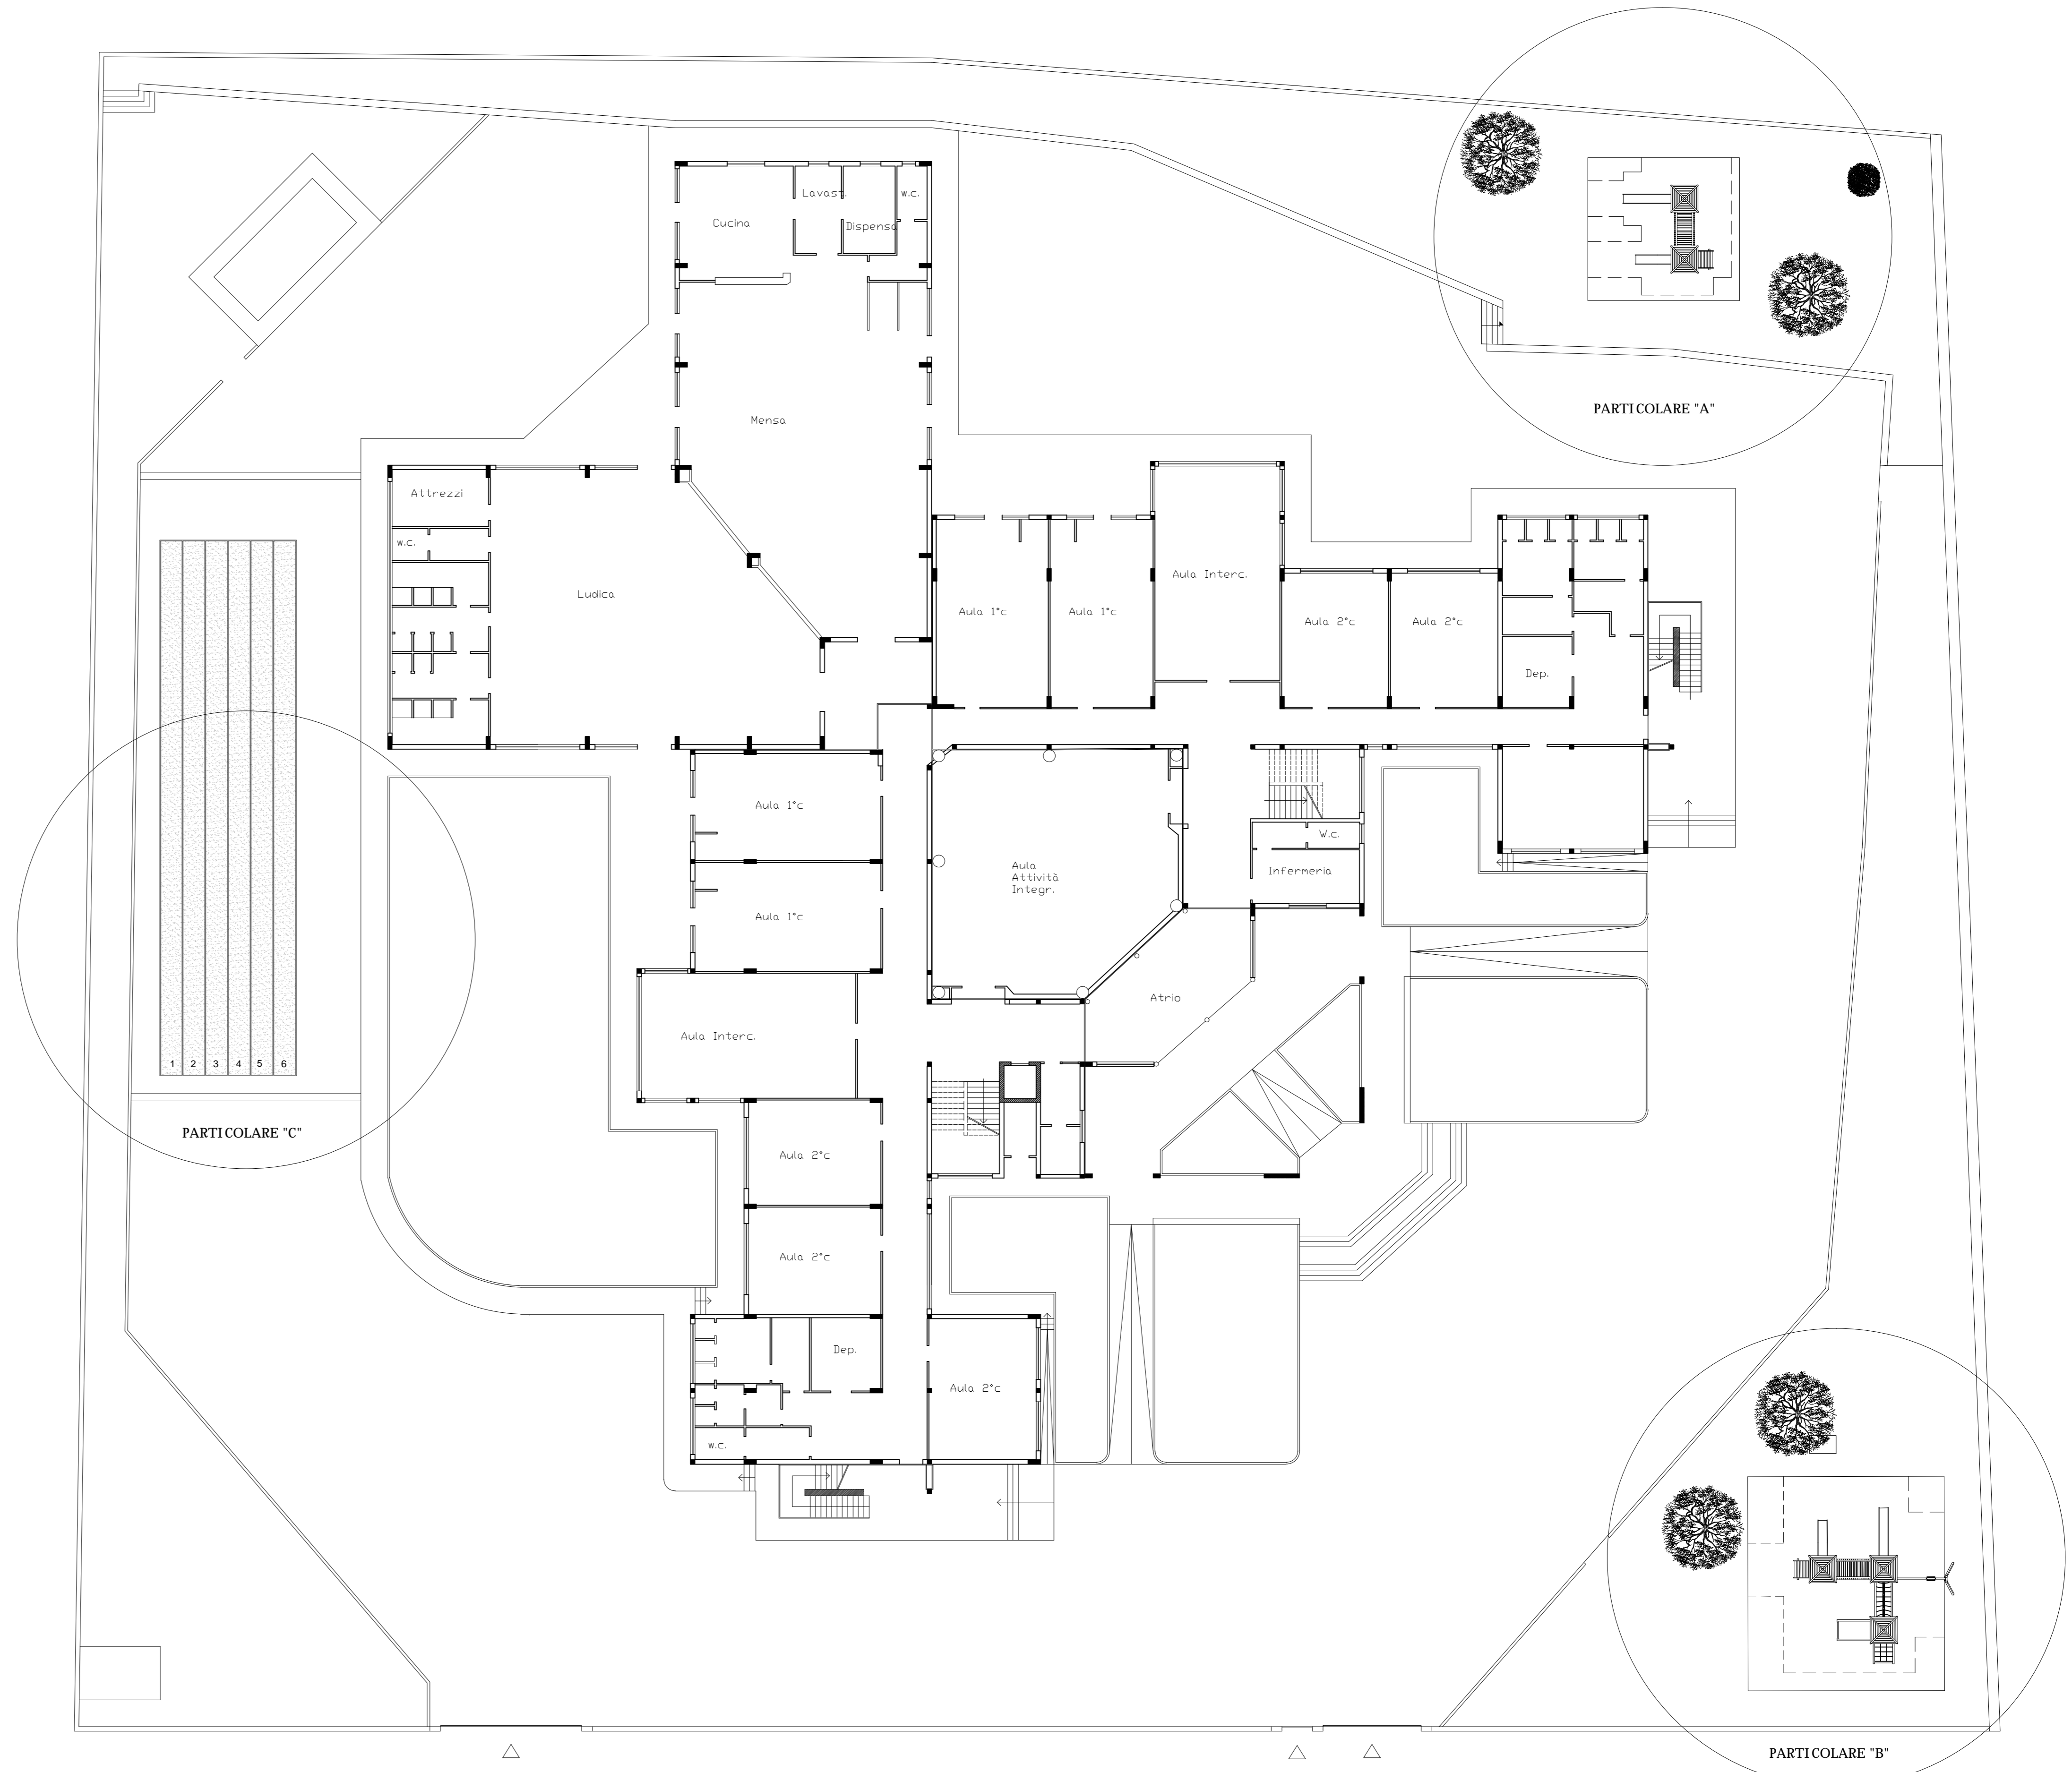 Lavast.
w.c.
Cucina
Dispensa
PARTICOLARE "A"
Mensa
Attrezzi
w.c.
Ludica
Aula Interc.
Aula 1°c
Aula 1°c
Aula 2°c
Aula 2°c
Dep.
Aula 1°c
W.c.
Aula
Attività
Integr.
Infermeria
Aula 1°c
Atrio
Aula Interc.
1 2 3 4 5 6
PARTICOLARE "C"
Aula 2°c
Aula 2°c
Dep.
Aula 2°c
w.c.
PARTICOLARE "B"